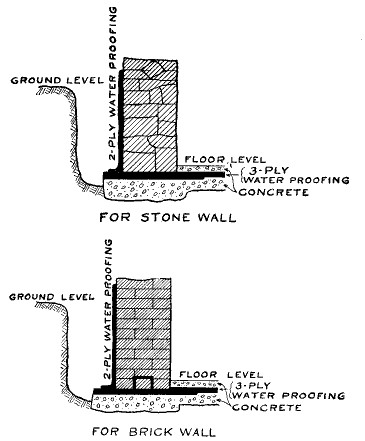 2-PLY WATER PROOFING
GROUND LEVEL
FLOOR LEVEL
3-PLY
WATER PROOFING
CONCRETE
FOR STONE WALL
2-PLY WATER PROOFING
GROUND LEVEL
FLOOR LEVEL
3-PLY
WATER PROOFING
CONCRETE
FOR BRICK WALL